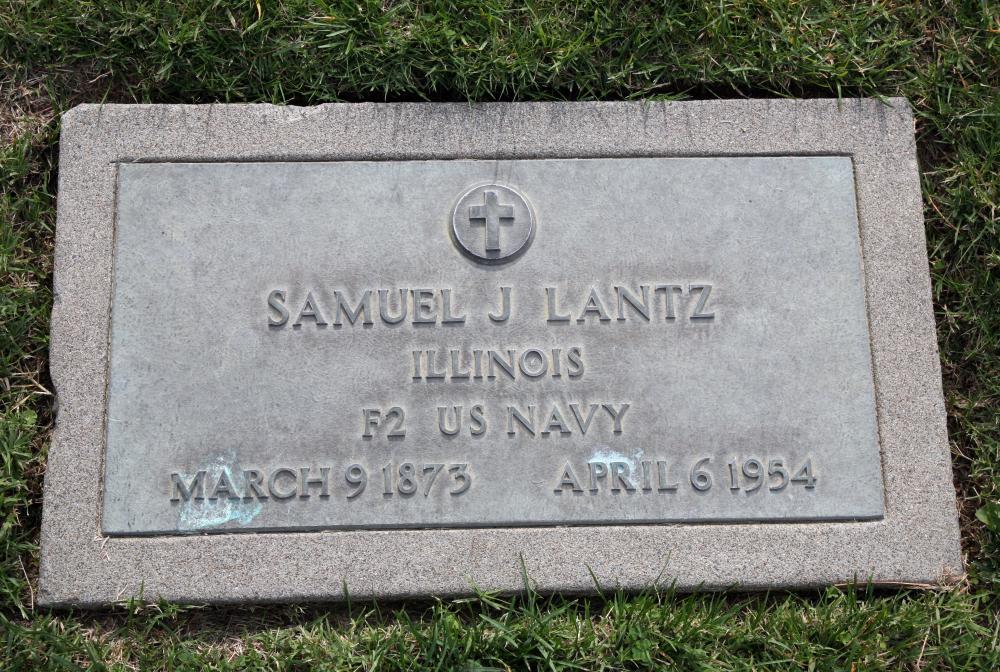 SAMUEL J LANTZ
ILLINOIS
F2 US NAVY
MARCH 9 1873 APRIL 6 1954